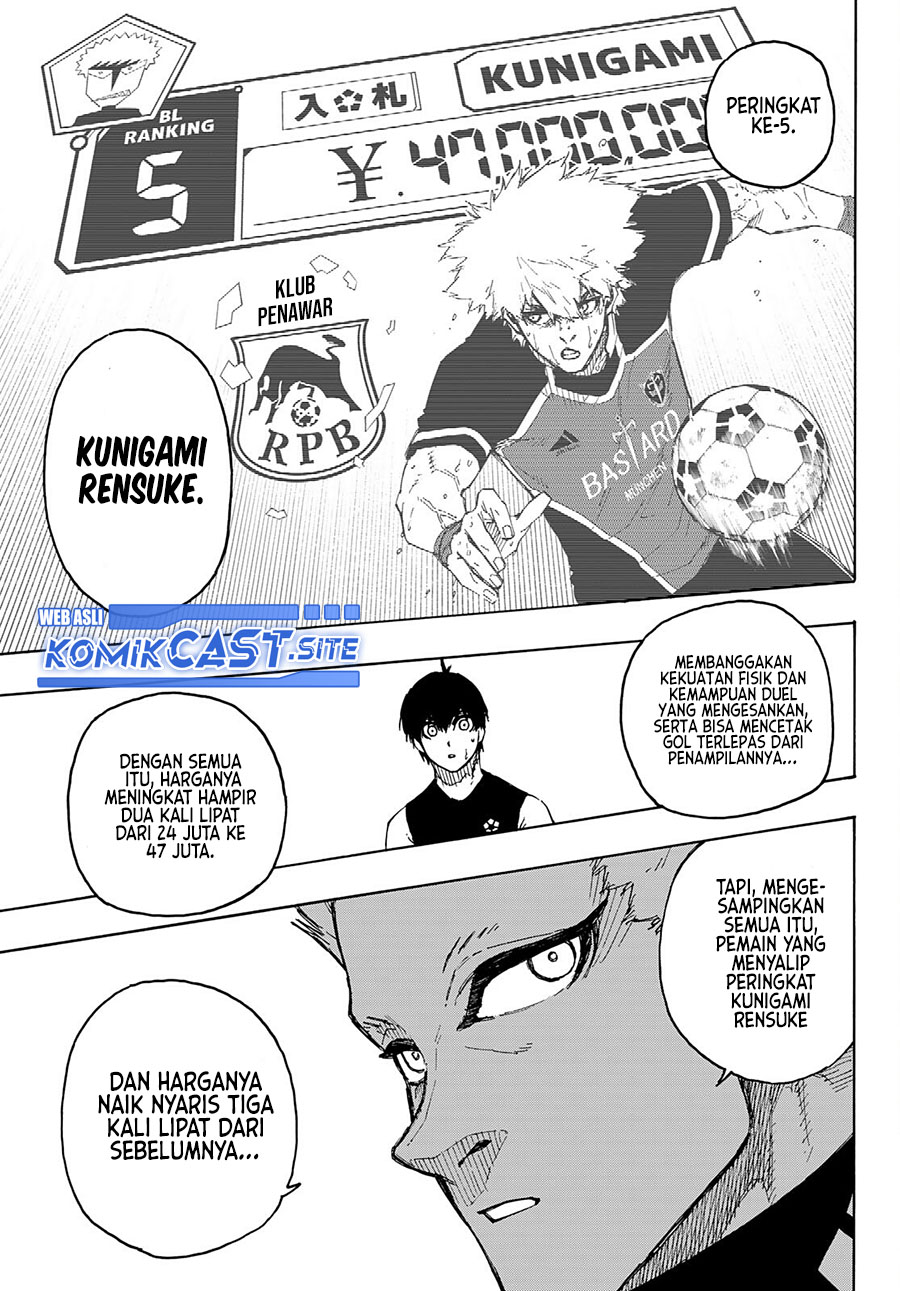 BL
RANKING
5
入 札
KUNIGAMI
¥. 47,000,00
PERINGKAT
KE-5.
KLUB
PENAWAR
RPB
BASTARD
MÜNCHEN
KUNIGAMI
RENSUKE.
WEB ASLI
KOMIKCAST.SITE
MEMBANGGAKAN
KEKUATAN FISIK DAN
KEMAMPUAN DUEL
YANG MENGESANKAN,
SERTA BISA MENCETAK
GOL TERLEPAS DARI
PENAMPILANNYA...
DENGAN SEMUA
ITU, HARGANYA
MENINGKAT HAMPIR
DUA KALI LIPAT
DARI 24 JUTA KE
47 JUTA.
TAPI, MENGE-
SAMPINGKAN
SEMUA ITU,
PEMAIN YANG
MENYALIP
PERINGKAT
KUNIGAMI
RENSUKE
DAN HARGANYA
NAIK NYARIS TIGA
KALI LIPAT DARI
SEBELUMNYA...